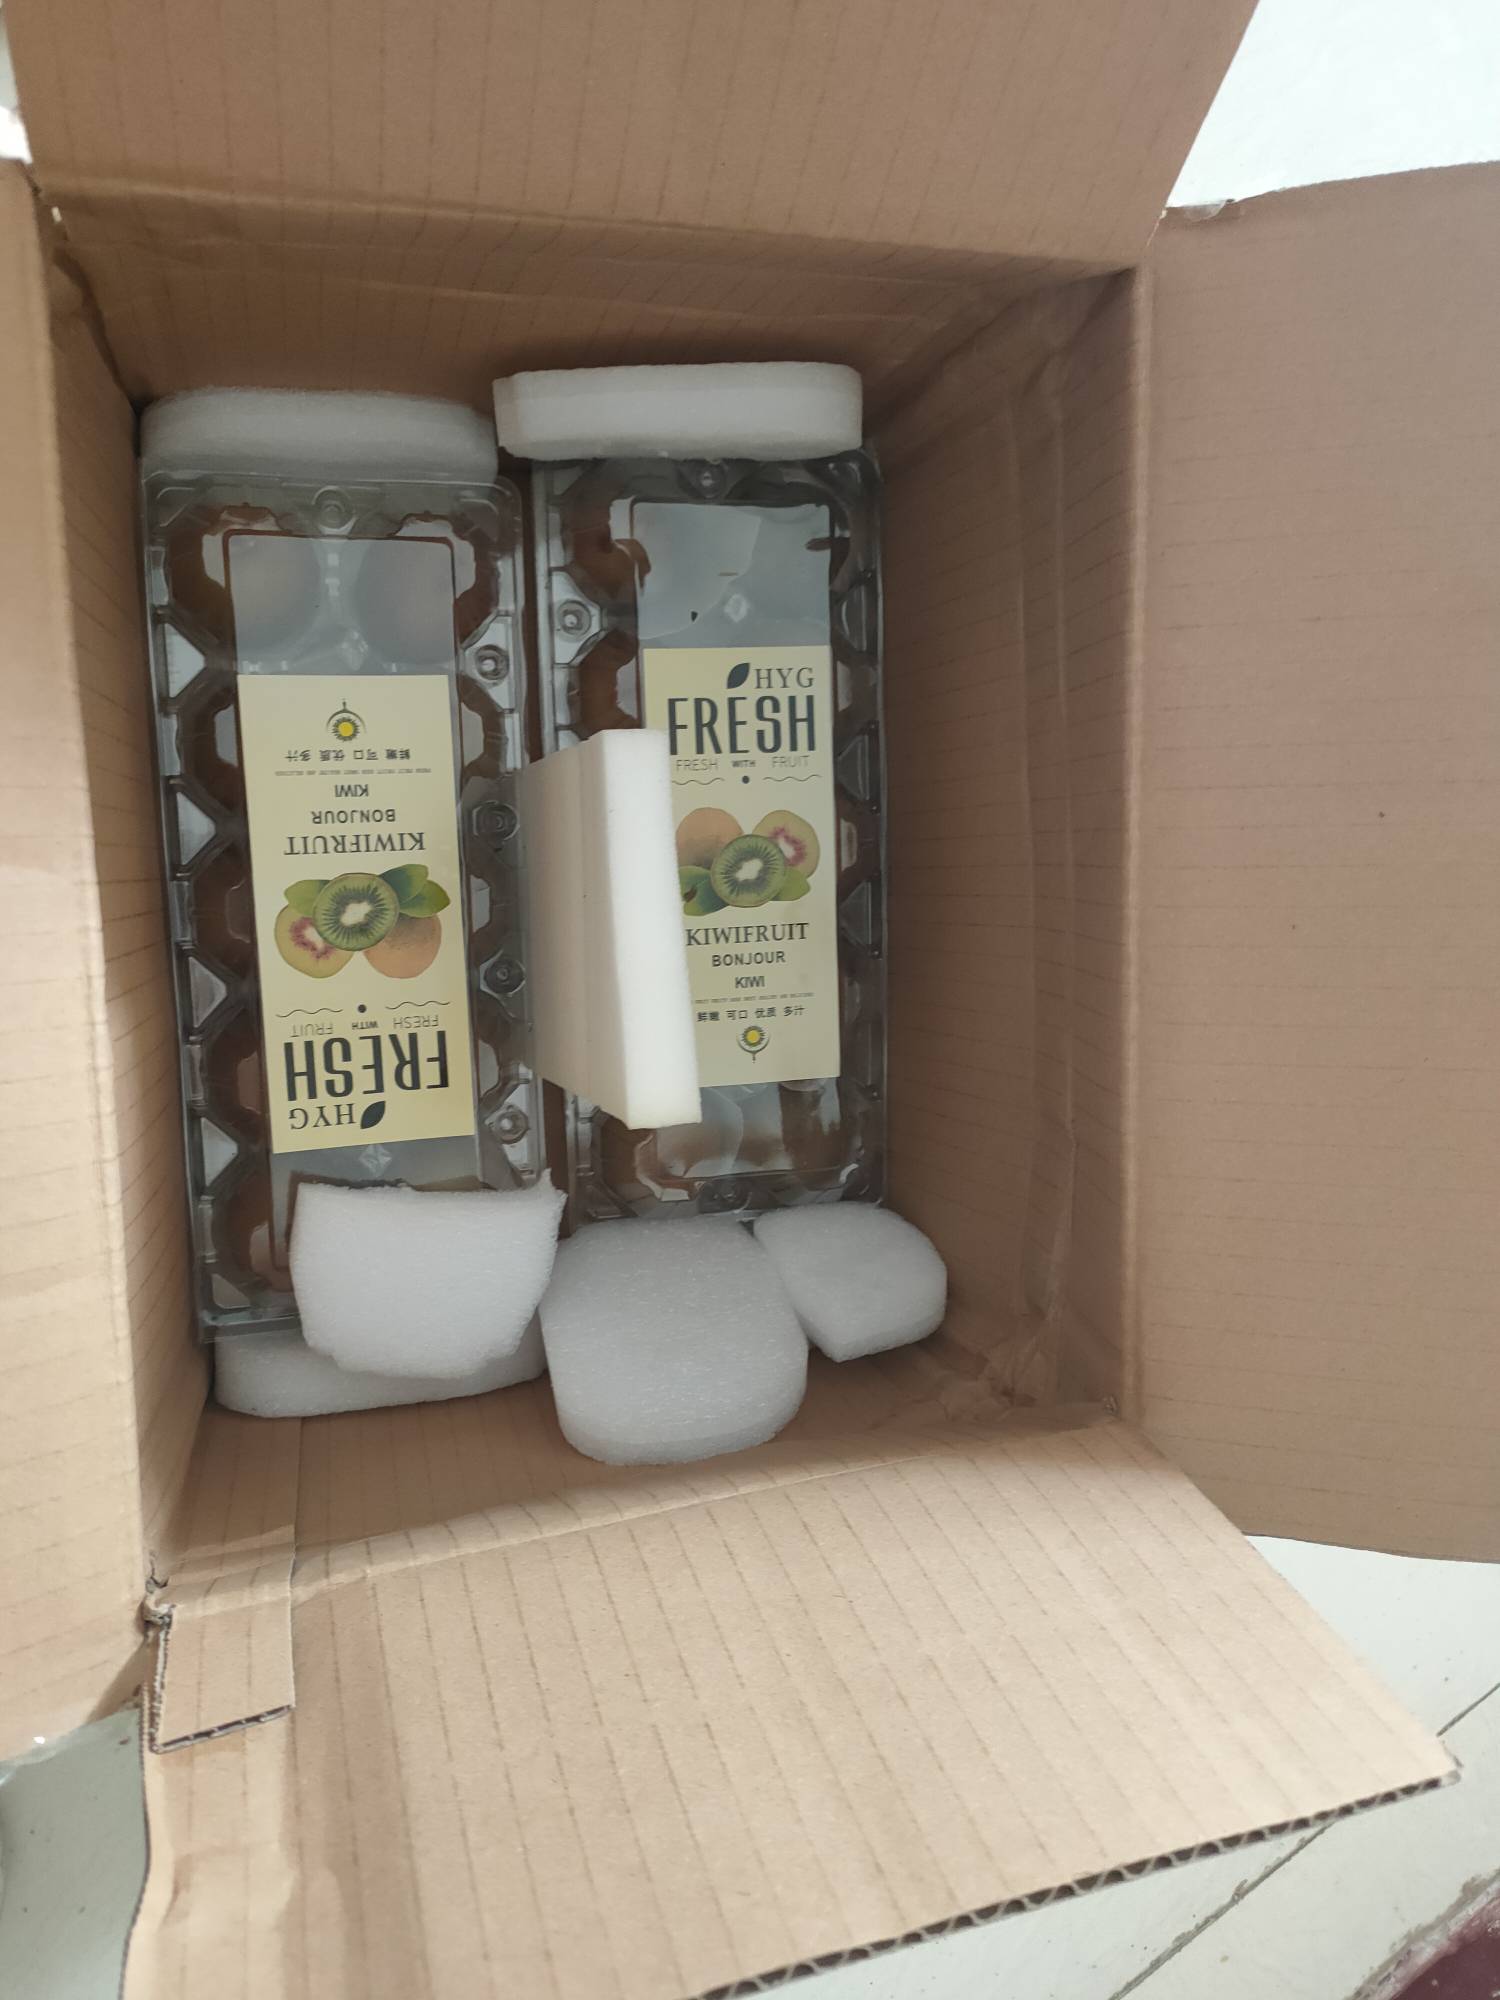 HYG
FRESH
FRESH WITH FRUIT
KIWIFRUIT
BONJOUR
KIWI
鲜嫩 可口 优质 多汁
HYG
FRESH
FRESH WITH FRUIT
KIWIFRUIT
BONJOUR
KIWI
鲜嫩 可口 优质 多汁